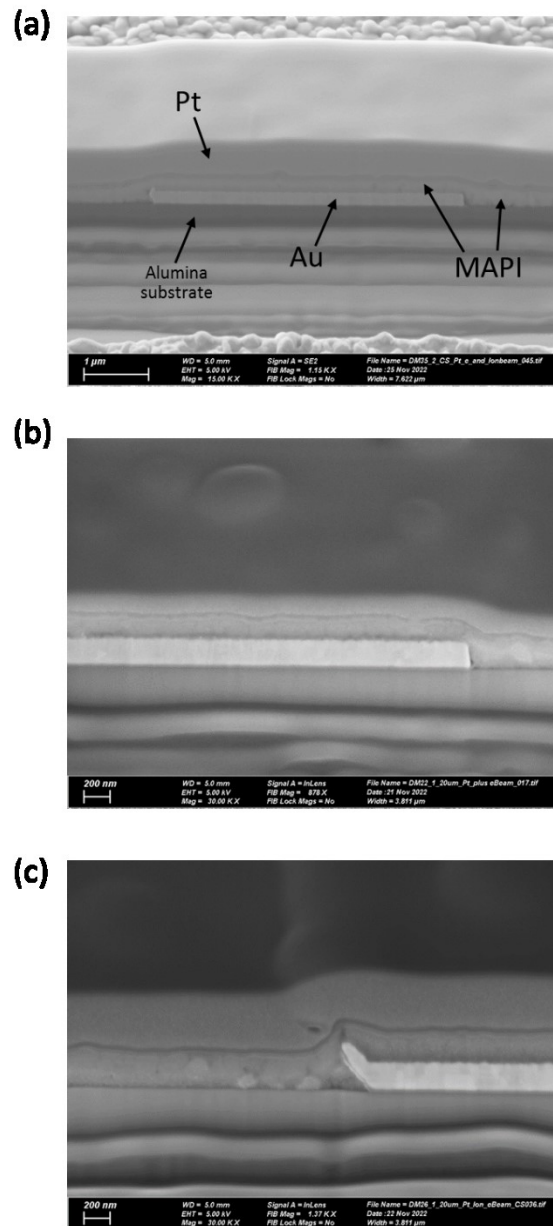 (a)
Pt
Au
MAPI
Alumina
substrate
1 µm
WD = 5.0 mm
EHT = 5.00 kV
Mag = 15.00 K X
Signal A = SE2
FIB Mag = 1.15 K X
FIB Lock Mags = No
File Name = DM35_2_CS_Pt_e_and_Ionbeam_045.tif
Date : 25 Nov 2022
Width = 7.622 µm
(b)
200 nm
WD = 5.0 mm
EHT = 5.00 kV
Mag = 30.00 K X
Signal A = InLens
FIB Mag = 878 X
FIB Lock Mags = No
File Name = DM22_1_20um_Pt_plus eBeam_017.tif
Date : 21 Nov 2022
Width = 3.811 µm
(c)
200 nm
WD = 5.0 mm
EHT = 5.00 kV
Mag = 30.00 K X
Signal A = InLens
FIB Mag = 1.37 K X
FIB Lock Mags = No
File Name = DM26_1_20um_Pt_Ion_eBeam_CS036.tif
Date : 22 Nov 2022
Width = 3.811 µm